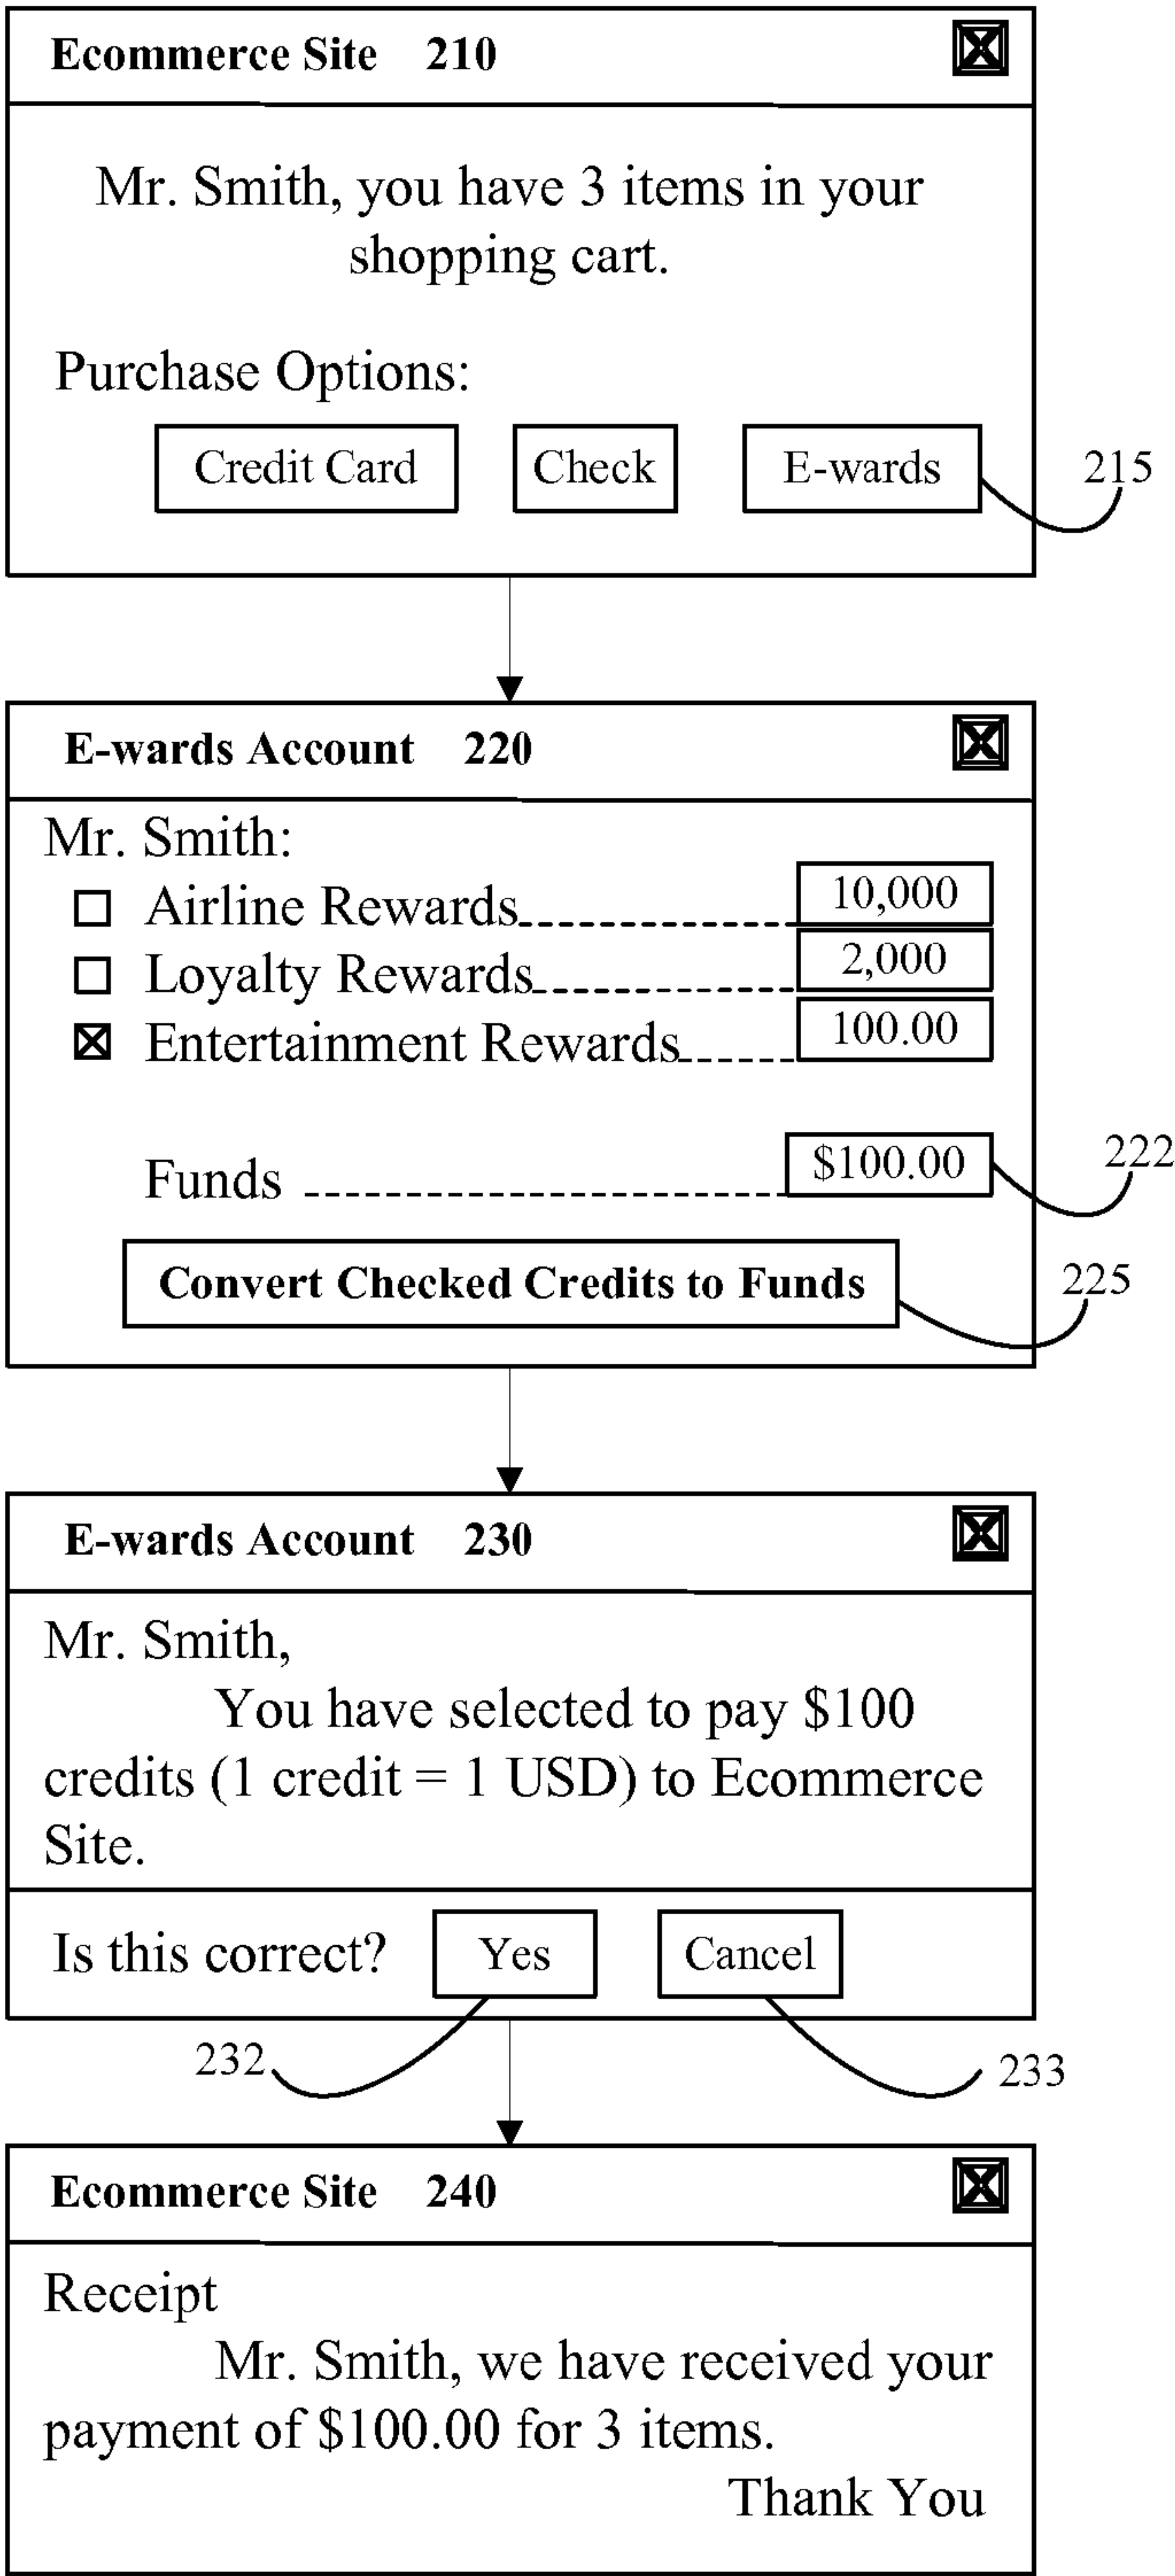 Ecommerce Site 210
Mr. Smith, you have 3 items in your
shopping cart.
Purchase Options:
Credit Card Check E-wards 215
E-wards Account 220
Mr. Smith:
Airline Rewards 10,000
Loyalty Rewards 2,000
Entertainment Rewards 100.00
Funds $100.00 222
Convert Checked Credits to Funds 225
E-wards Account 230
Mr. Smith,
You have selected to pay $100
credits (1 credit = 1 USD) to Ecommerce
Site.
Is this correct? Yes Cancel
232 233
Ecommerce Site 240
Receipt
Mr. Smith, we have received your
payment of $100.00 for 3 items.
Thank You